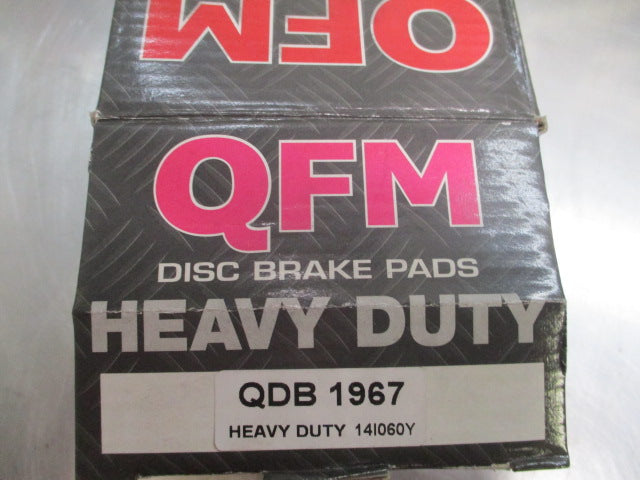 QFM
QFM
DISC BRAKE PADS
HEAVY DUTY
QDB 1967
HEAVY DUTY 14I060Y